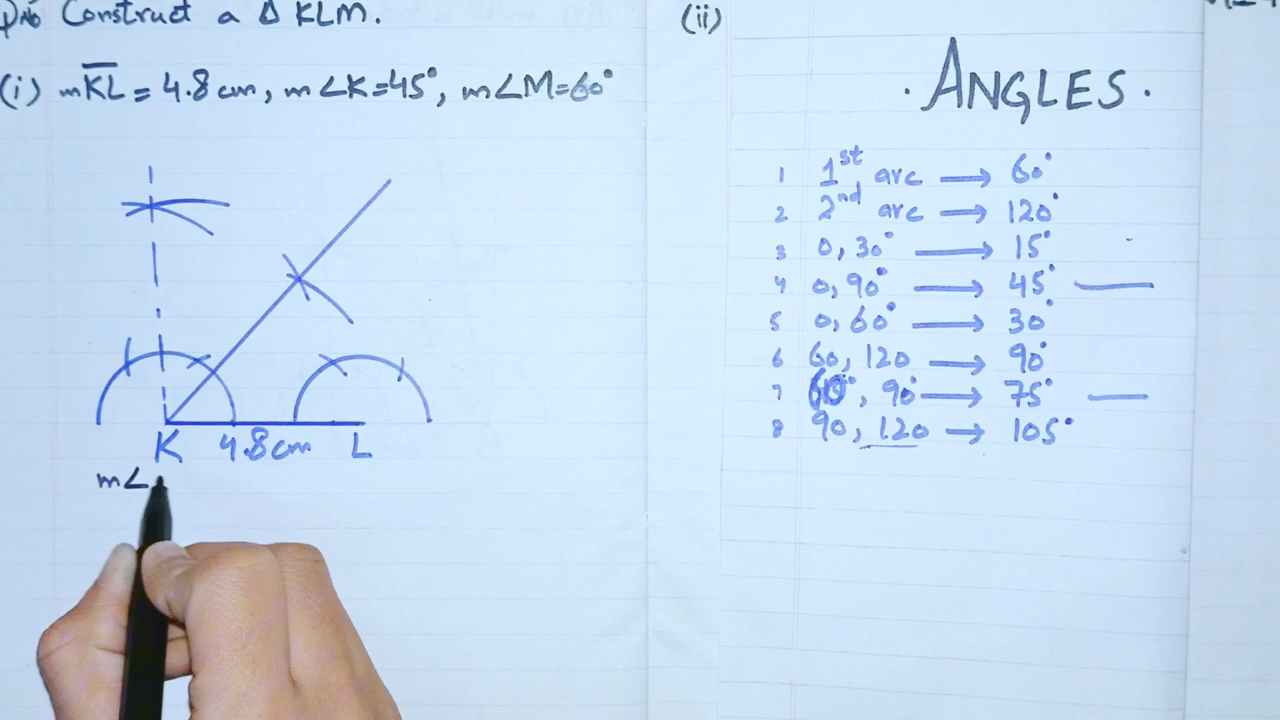 Construct a Δ KLM.
(i) mKL = 4.8 cm, m∠K=45°, m∠M=60°
K 4.8cm L
m∠
(ii)
. ANGLES .
1 1st arc → 60°
2 2nd arc → 120°
3 0, 30° → 15°
4 0, 90° → 45°
5 0, 60° → 30°
6 60, 120 → 90°
7 60°, 90° → 75°
8 90, 120 → 105°